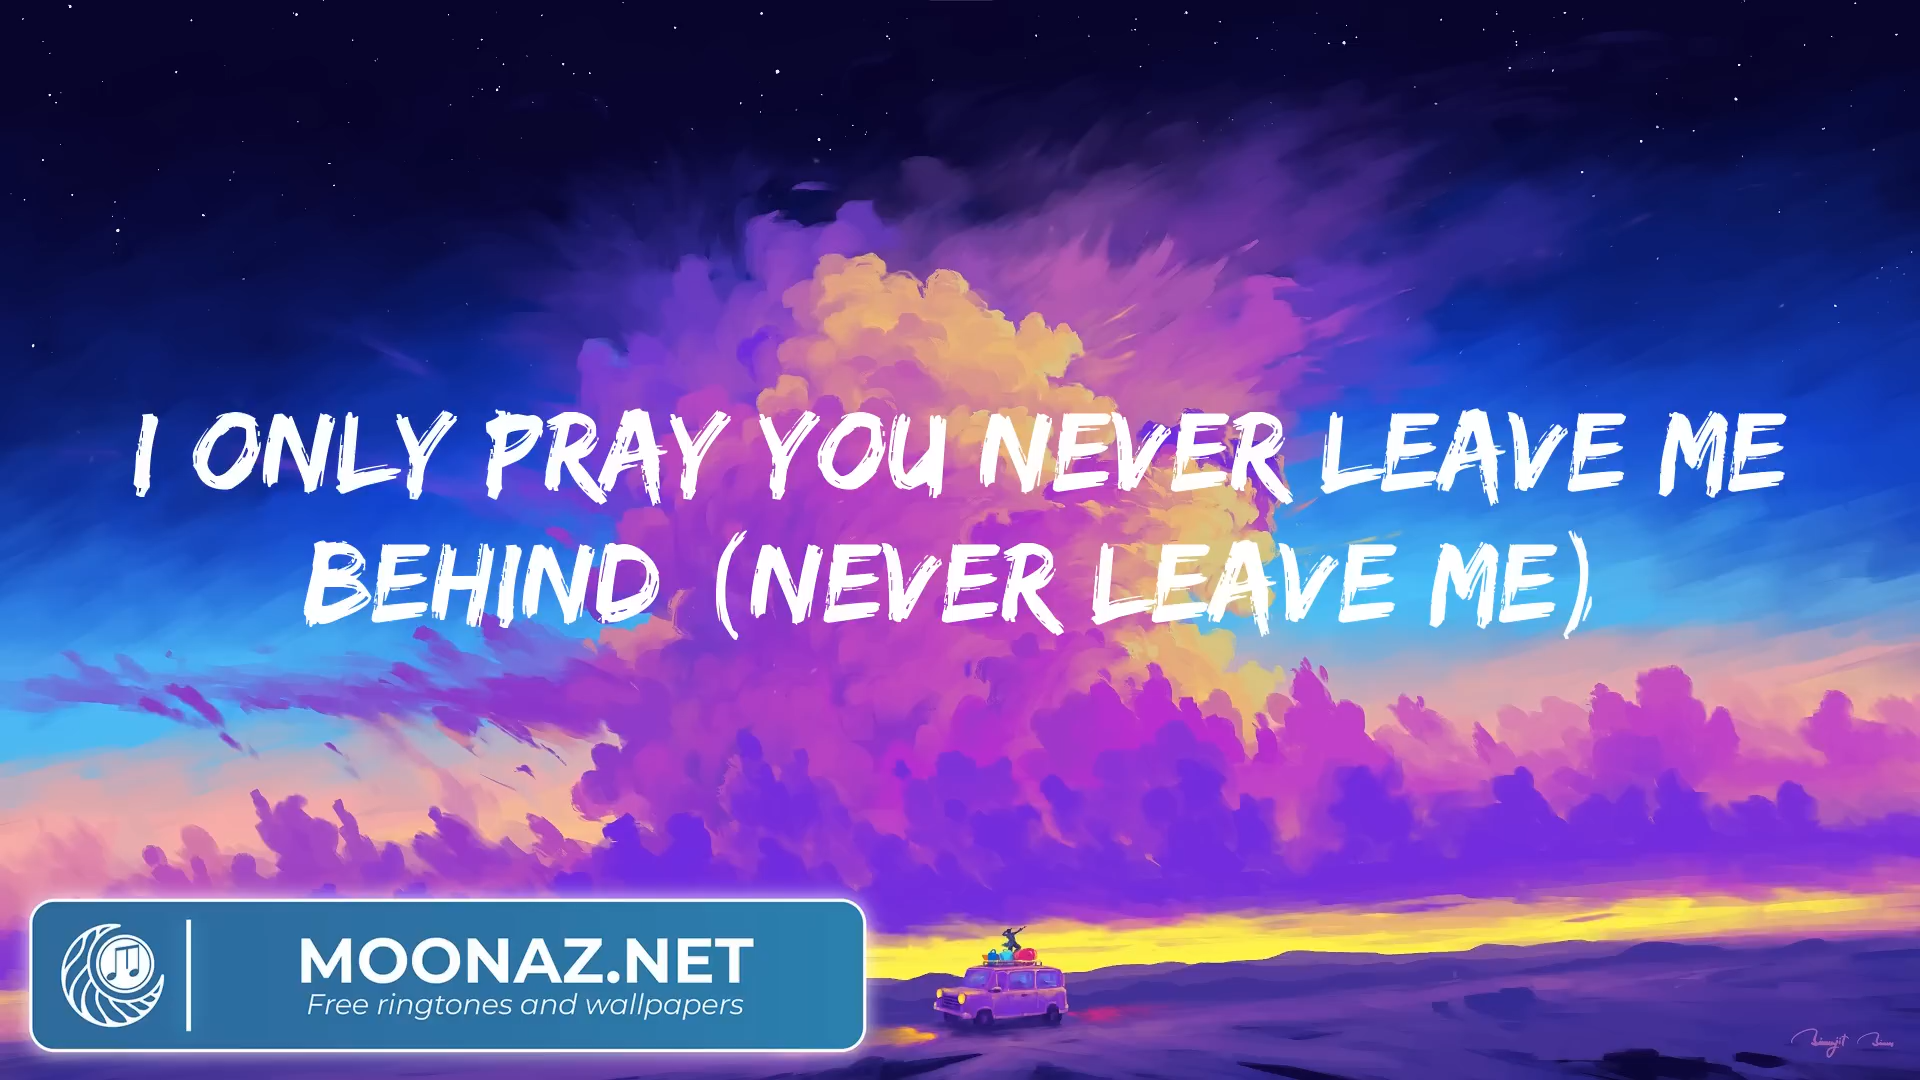 I ONLY PRAY YOU NEVER LEAVE ME
BEHIND (NEVER LEAVE ME)
MOONAZ.NET
Free ringtones and wallpapers